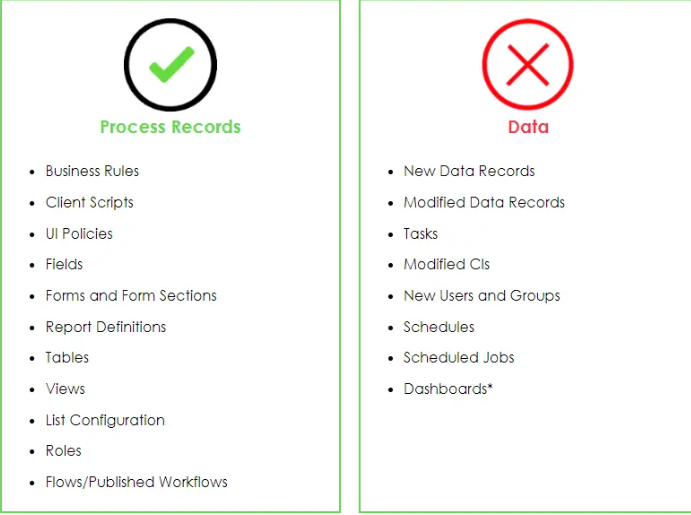 Process Records
• Business Rules
• Client Scripts
• UI Policies
• Fields
• Forms and Form Sections
• Report Definitions
• Tables
• Views
• List Configuration
• Roles
• Flows/Published Workflows
Data
• New Data Records
• Modified Data Records
• Tasks
• Modified CIs
• New Users and Groups
• Schedules
• Scheduled Jobs
• Dashboards*